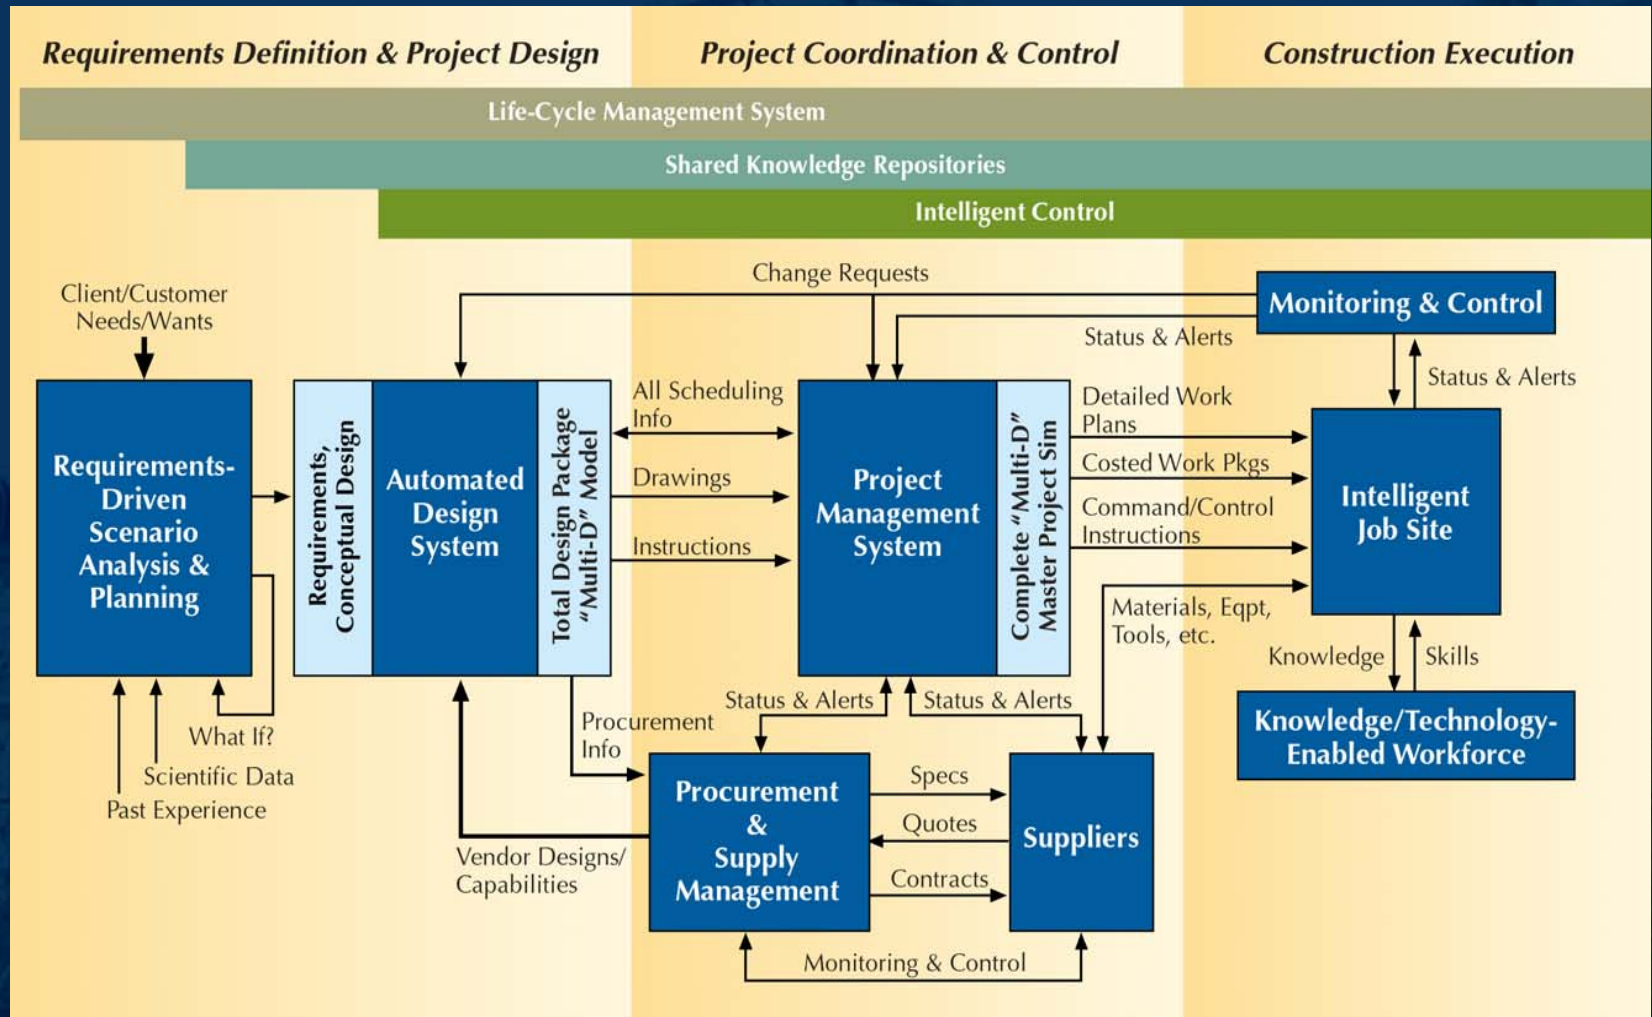 Requirements Definition & Project Design
Project Coordination & Control
Construction Execution
Life-Cycle Management System
Shared Knowledge Repositories
Intelligent Control
Client/Customer
Needs/Wants
Requirements-
Driven
Scenario
Analysis &
Planning
What If?
Scientific Data
Past Experience
Requirements,
Conceptual Design
Automated
Design
System
Total Design Package
“Multi-D” Model
Change Requests
Status & Alerts
All Scheduling
Info
Drawings
Instructions
Project
Management
System
Complete “Multi-D”
Master Project Sim
Detailed Work
Plans
Costed Work Pkgs
Command/Control
Instructions
Materials, Eqpt,
Tools, etc.
Monitoring & Control
Status & Alerts
Intelligent
Job Site
Knowledge
Skills
Knowledge/Technology-
Enabled Workforce
Status & Alerts
Status & Alerts
Procurement
Info
Vendor Designs/
Capabilities
Procurement
&
Supply
Management
Specs
Quotes
Contracts
Suppliers
Monitoring & Control